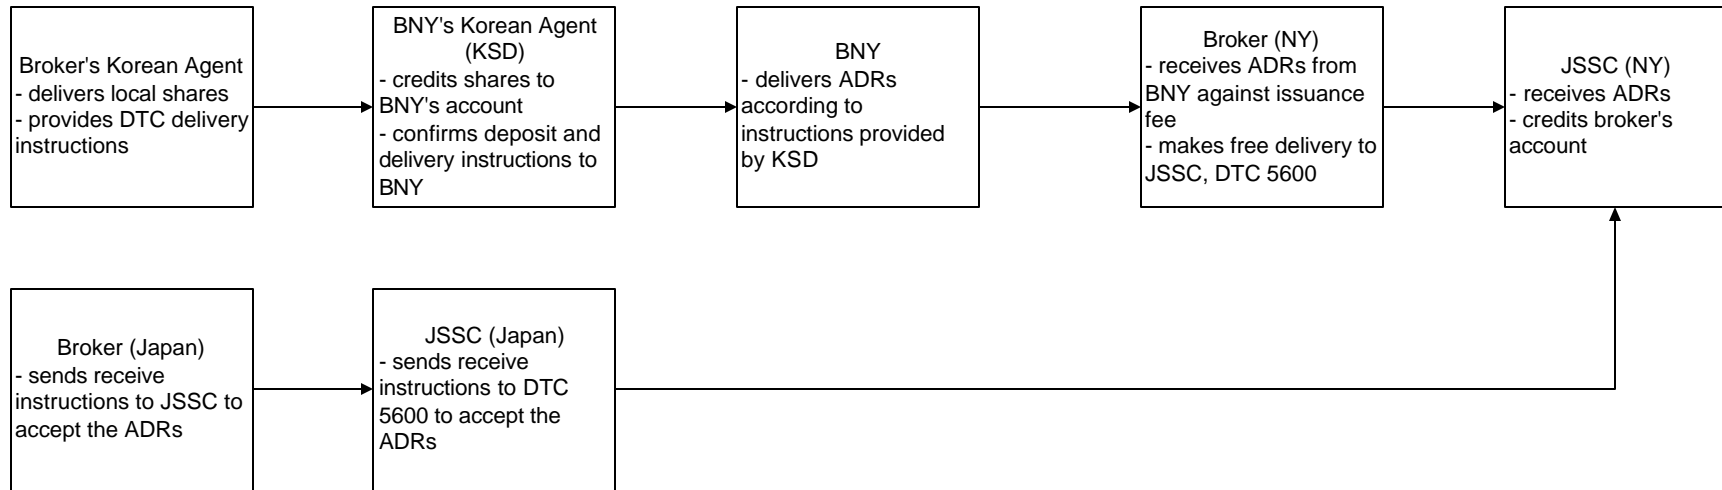 Broker's Korean Agent
- delivers local shares
- provides DTC delivery
instructions
BNY's Korean Agent
(KSD)
- credits shares to
BNY's account
- confirms deposit and
delivery instructions to
BNY
BNY
- delivers ADRs
according to
instructions provided
by KSD
Broker (NY)
- receives ADRs from
BNY against issuance
fee
- makes free delivery to
JSSC, DTC 5600
JSSC (NY)
- receives ADRs
- credits broker's
account
Broker (Japan)
- sends receive
instructions to JSSC to
accept the ADRs
JSSC (Japan)
- sends receive
instructions to DTC
5600 to accept the
ADRs